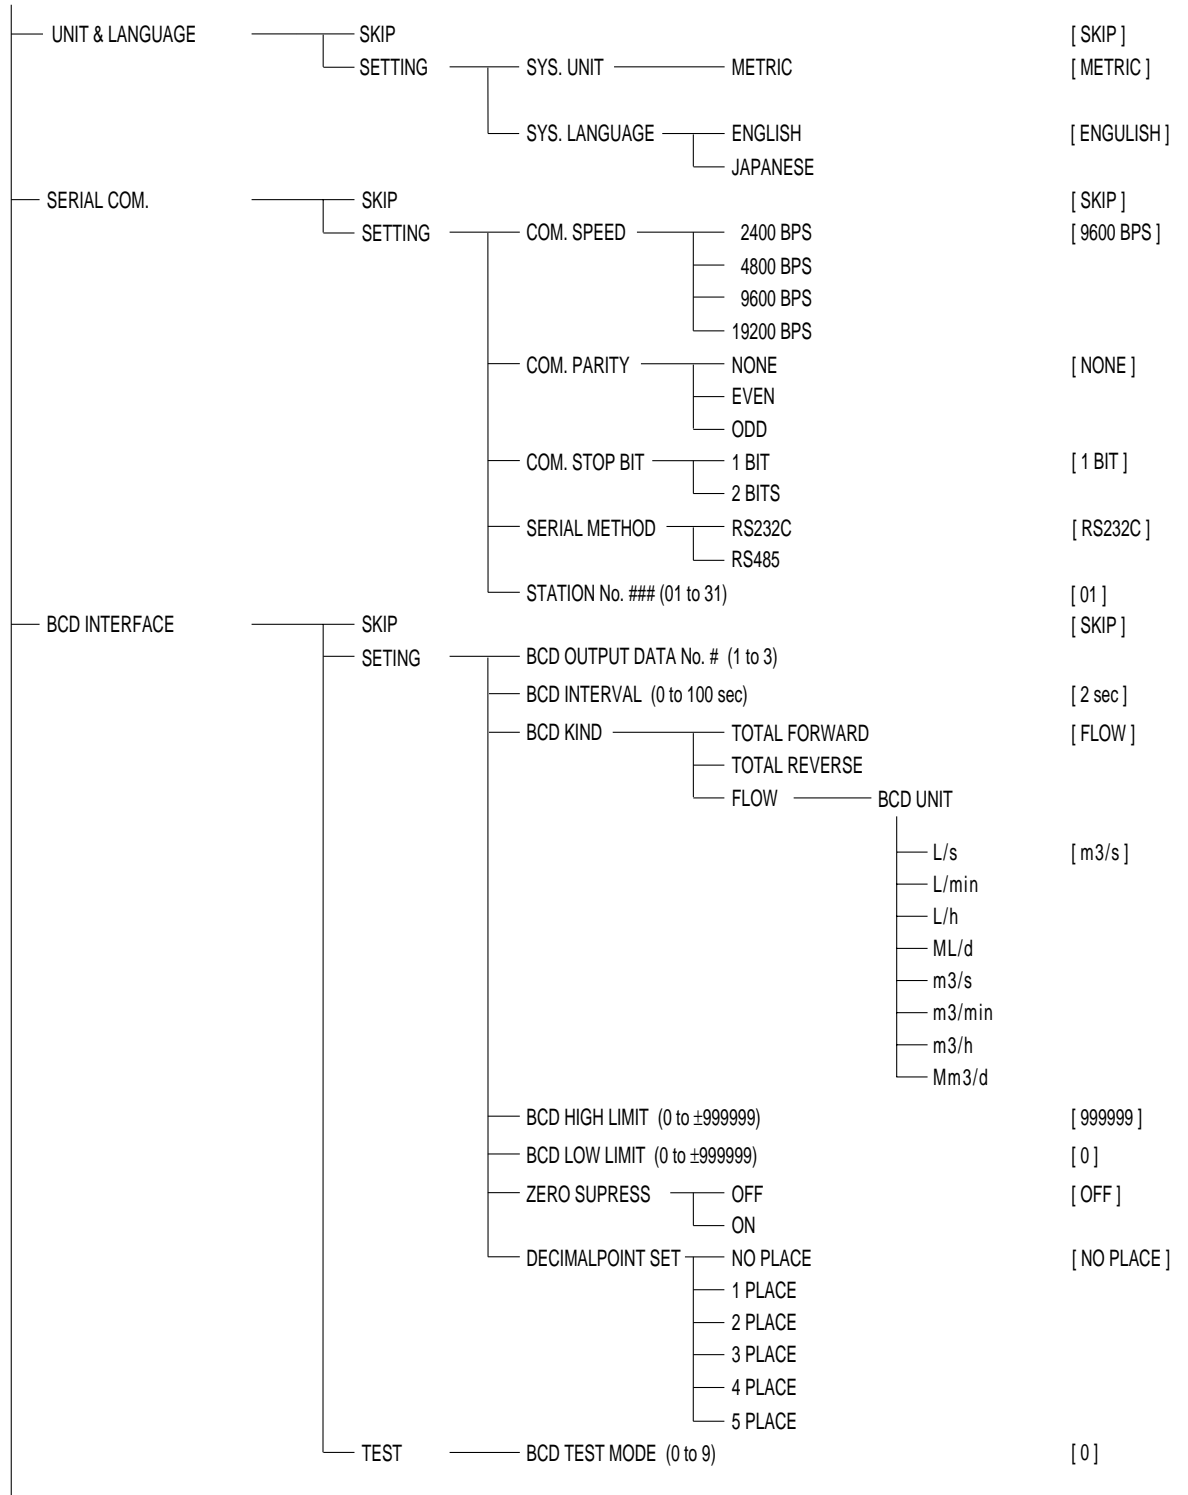 UNIT & LANGUAGE SKIP [ SKIP ]
SETTING SYS. UNIT METRIC [ METRIC ]
SYS. LANGUAGE ENGLISH [ ENGULISH ]
JAPANESE
SERIAL COM. SKIP [ SKIP ]
SETTING COM. SPEED 2400 BPS [ 9600 BPS ]
4800 BPS
9600 BPS
19200 BPS
COM. PARITY NONE [ NONE ]
EVEN
ODD
COM. STOP BIT 1 BIT [ 1 BIT ]
2 BITS
SERIAL METHOD RS232C [ RS232C ]
RS485
STATION No. ### (01 to 31) [ 01 ]
BCD INTERFACE SKIP [ SKIP ]
SETING BCD OUTPUT DATA No. # (1 to 3)
BCD INTERVAL (0 to 100 sec) [ 2 sec ]
BCD KIND TOTAL FORWARD [ FLOW ]
TOTAL REVERSE
FLOW BCD UNIT
L/s [ m3/s ]
L/min
L/h
ML/d
m3/s
m3/min
m3/h
Mm3/d
BCD HIGH LIMIT (0 to ±999999) [ 999999 ]
BCD LOW LIMIT (0 to ±999999) [ 0 ]
ZERO SUPRESS OFF [ OFF ]
ON
DECIMALPOINT SET NO PLACE [ NO PLACE ]
1 PLACE
2 PLACE
3 PLACE
4 PLACE
5 PLACE
TEST BCD TEST MODE (0 to 9) [ 0 ]